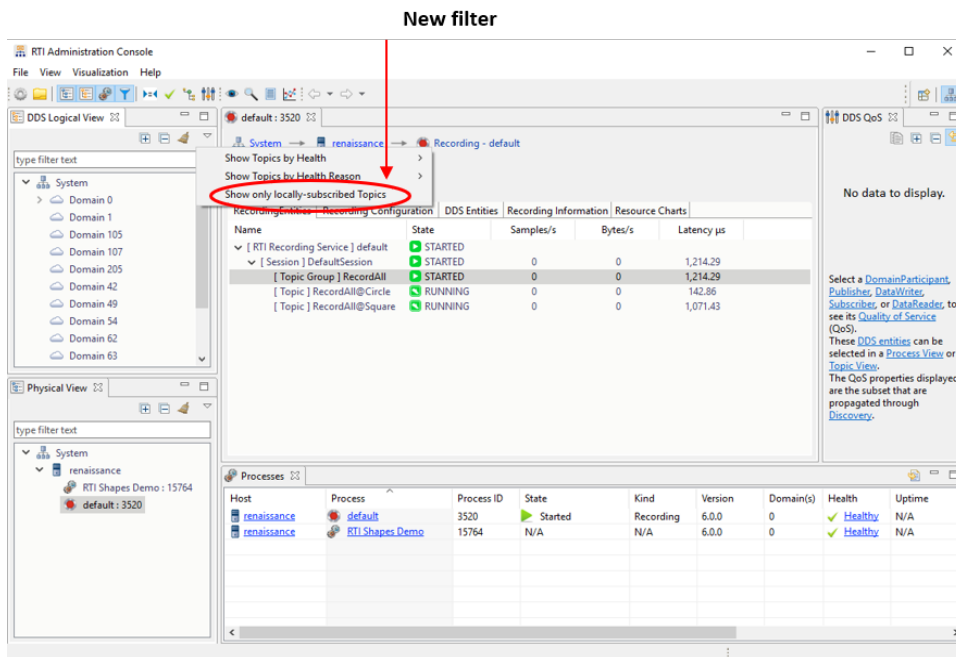 New filter
RTI Administration Console
File View Visualization Help
DDS Logical View
type filter text
System
Domain 0
Domain 1
Domain 105
Domain 107
Domain 205
Domain 42
Domain 49
Domain 54
Domain 62
Domain 63
Physical View
type filter text
System
renaissance
RTI Shapes Demo : 15764
default : 3520
default : 3520
System renaissance Recording - default
Show Topics by Health
Show Topics by Health Reason
Show only locally-subscribed Topics
RecordingEntities Recording Configuration DDS Entities Recording Information Resource Charts
Name State Samples/s Bytes/s Latency µs
[ RTI Recording Service ] default STARTED
[ Session ] DefaultSession STARTED 0 0 1,214.29
[ Topic Group ] RecordAll STARTED 0 0 1,214.29
[ Topic ] RecordAll@Circle RUNNING 0 0 142.86
[ Topic ] RecordAll@Square RUNNING 0 0 1,071.43
DDS QoS
No data to display.
Select a DomainParticipant,
Publisher, DataWriter,
Subscriber, or DataReader, to
see its Quality of Service
(QoS).
These DDS entities can be
selected in a Process View or
Topic View.
The QoS properties displayed
are the subset that are
propagated through
Discovery.
Processes
Host Process Process ID State Kind Version Domain(s) Health Uptime
renaissance default 3520 Started Recording 6.0.0 0 Healthy N/A
renaissance RTI Shapes Demo 15764 N/A N/A 6.0.0 0 Healthy N/A